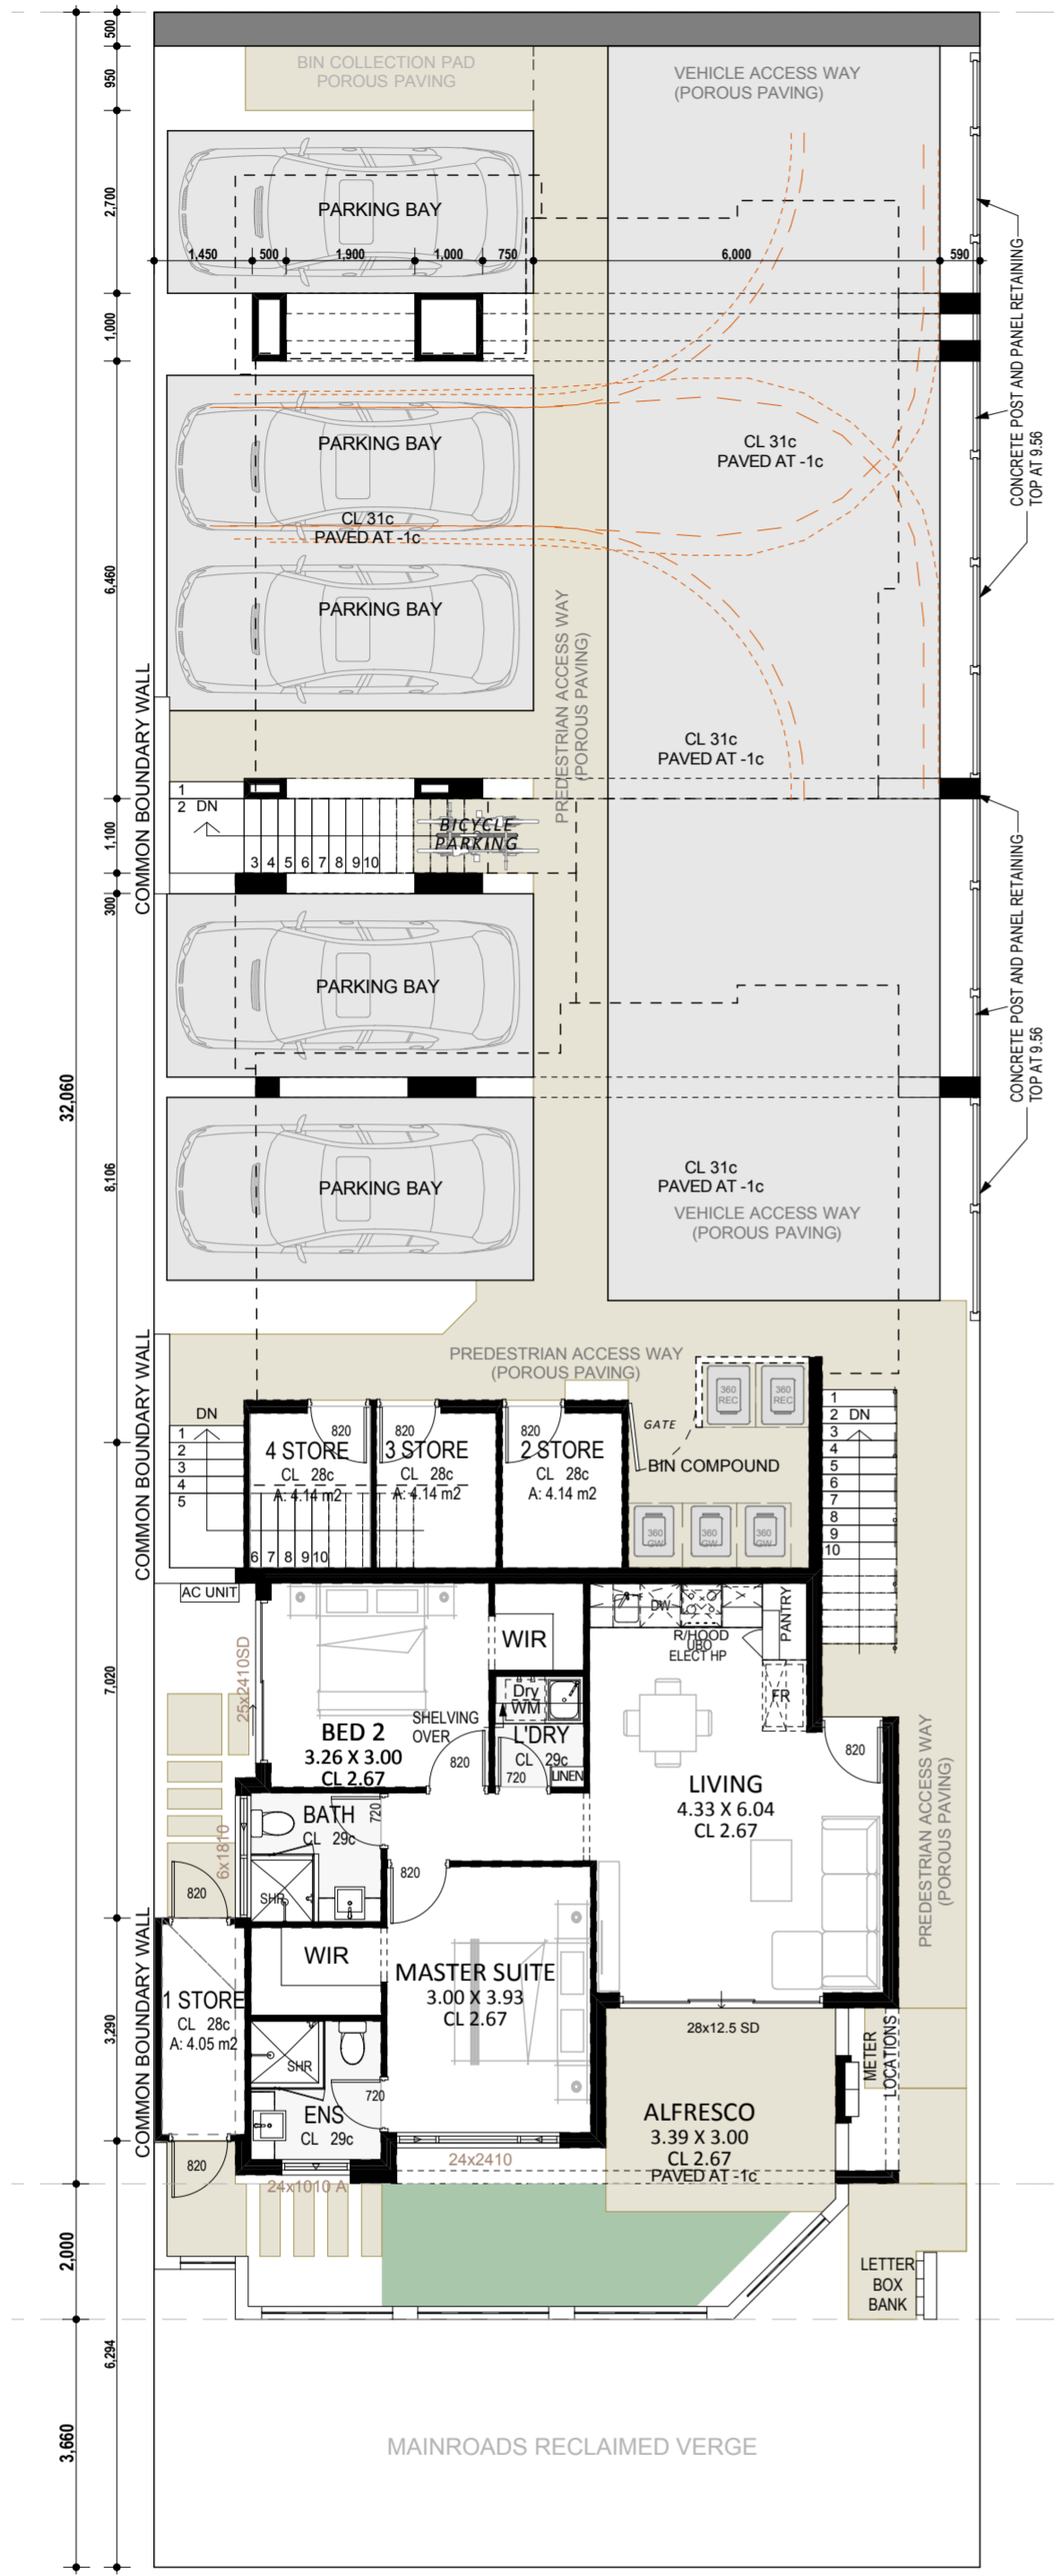 500
950
2,700
1,000
6,460
1,100
300
8,106
7,020
3,290
6,294
32,060
2,000
3,660
BIN COLLECTION PAD
POROUS PAVING
VEHICLE ACCESS WAY
(POROUS PAVING)
PARKING BAY
1,450
500
1,900
1,000
750
6,000
590
CONCRETE POST AND PANEL RETAINING
TOP AT 9.56
PARKING BAY
CL 31c
PAVED AT -1c
CL 31c
PAVED AT -1c
PARKING BAY
PREDESTRIAN ACCESS WAY
(POROUS PAVING)
COMMON BOUNDARY WALL
CL 31c
PAVED AT -1c
1
2 DN
3 4 5 6 7 8 9 10
BICYCLE
PARKING
CONCRETE POST AND PANEL RETAINING
TOP AT 9.56
PARKING BAY
PARKING BAY
CL 31c
PAVED AT -1c
VEHICLE ACCESS WAY
(POROUS PAVING)
PREDESTRIAN ACCESS WAY
(POROUS PAVING)
COMMON BOUNDARY WALL
DN
1
2
3
4
5
6 7 8 9 10
820
4 STORE
CL 28c
A: 4.14 m2
820
3 STORE
CL 28c
A: 4.14 m2
820
2 STORE
CL 28c
A: 4.14 m2
GATE
360
REC
360
REC
BIN COMPOUND
360
GW
360
GW
360
GW
1
2 DN
3
4
5
6
7
8
9
10
AC UNIT
25x2410SD
BED 2
3.26 X 3.00
CL 2.67
SHELVING
OVER
820
WIR
Dry
WM
L'DRY
CL 29c
720
LINEN
DW
R/HOOD
UBO
ELECT HP
PANTRY
FR
820
LIVING
4.33 X 6.04
CL 2.67
PREDESTRIAN ACCESS WAY
(POROUS PAVING)
BATH
CL 29c
720
SHR
6x1810
820
820
WIR
MASTER SUITE
3.00 X 3.93
CL 2.67
COMMON BOUNDARY WALL
1 STORE
CL 28c
A: 4.05 m2
820
SHR
720
ENS
CL 29c
24x1010 A
24x2410
28x12.5 SD
ALFRESCO
3.39 X 3.00
CL 2.67
PAVED AT -1c
METER
LOCATIONS
LETTER
BOX
BANK
MAINROADS RECLAIMED VERGE